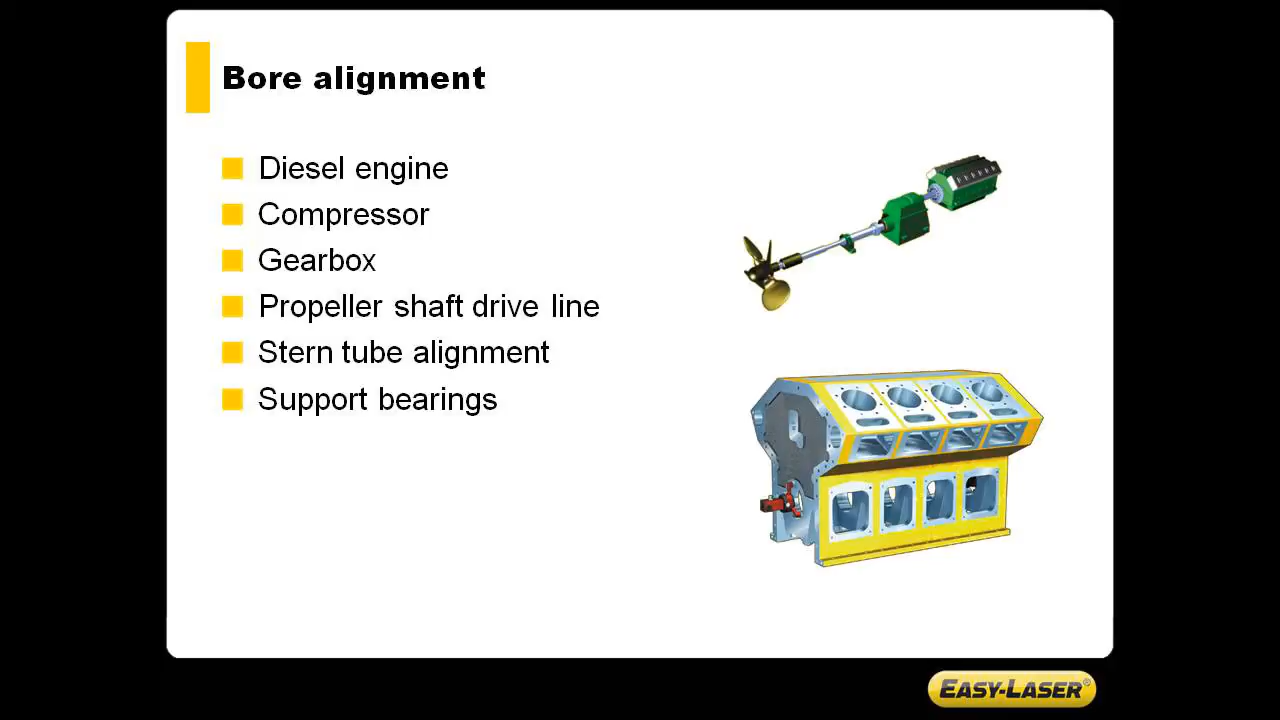 Bore alignment
Diesel engine
Compressor
Gearbox
Propeller shaft drive line
Stern tube alignment
Support bearings
EASY-LASER®